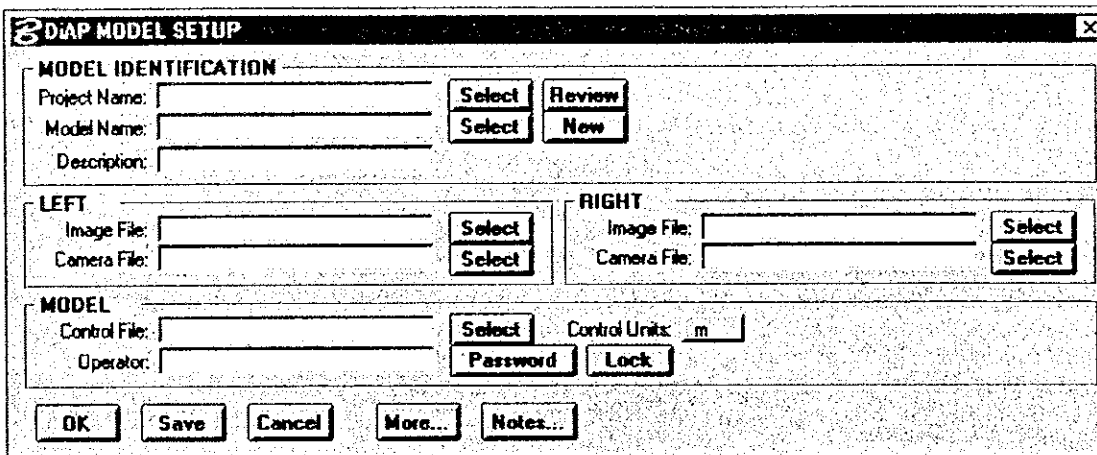 DiAP MODEL SETUP
MODEL IDENTIFICATION
Project Name: Select Review
Model Name: Select New
Description:
LEFT
Image File: Select
Camera File: Select
RIGHT
Image File: Select
Camera File: Select
MODEL
Control File: Select Control Units: m
Operator: Password Lock
OK Save Cancel More... Notes...